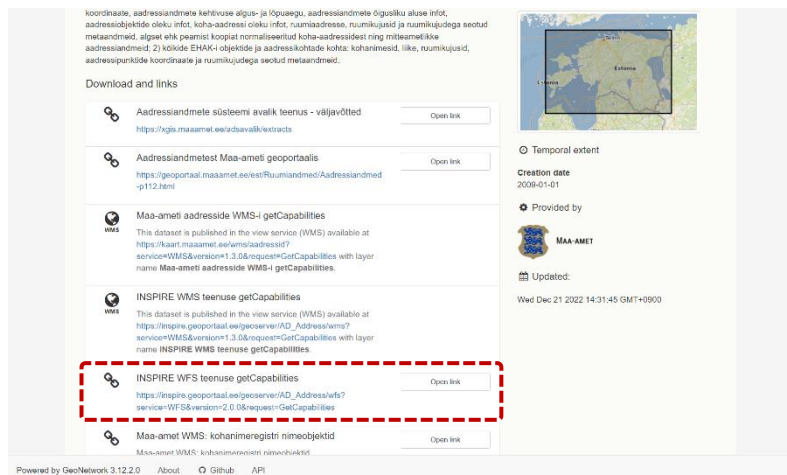 koordinaate, aadressiandmete kehtivuse algus- ja lõpuaegu, aadressiandmete õigusliku aluse infot,
aadressiobjektide oleku infot, koha-aadressi oleku infot, ruumiaadresse, ruumikujusid ja ruumikujudega seotud
metaandmeid, algset ehk peamist koopiat normaliseeritud koha-aadressidest ning mitteametlikke
aadressiandmeid; 2) kõikide EHAK-i objektide ja aadressikohtade kohta: kohanimesid, liike, ruumikujusid,
aadressipunktide koordinaate ja ruumikujudega seotud metaandmeid.
Download and links
Aadressiandmete süsteemi avalik teenus - väljavõtted
Open link
https://xgis.maaamet.ee/adsavalik/extracts
Aadressiandmetest Maa-ameti geoportaalis
Open link
https://geoportaal.maaamet.ee/est/Ruumiandmed/Aadressiandmed
-p112.html
WMS
Maa-ameti aadresside WMS-i getCapabilities
This dataset is published in the view service (WMS) available at
https://kaart.maaamet.ee/wms/aadressid?
service=WMS&version=1.3.0&request=GetCapabilities with layer
name Maa-ameti aadresside WMS-i getCapabilities.
WMS
INSPIRE WMS teenuse getCapabilities
This dataset is published in the view service (WMS) available at
https://inspire.geoportaal.ee/geoserver/AD_Address/wms?
service=WMS&version=1.3.0&request=GetCapabilities with layer
name INSPIRE WMS teenuse getCapabilities.
INSPIRE WFS teenuse getCapabilities
Open link
https://inspire.geoportaal.ee/geoserver/AD_Address/wfs?
service=WFS&version=2.0.0&request=GetCapabilities
Maa-amet WMS: kohanimeregistri nimeobjektid
Open link
Maa-amet WMS: kohanimeregistri nimeobjektid
Tallinn
Estonia
Estonia
Temporal extent
Creation date
2009-01-01
Provided by
MAA-AMET
Updated:
Wed Dec 21 2022 14:31:45 GMT+0900
Powered by GeoNetwork 3.12.2.0 About Github API